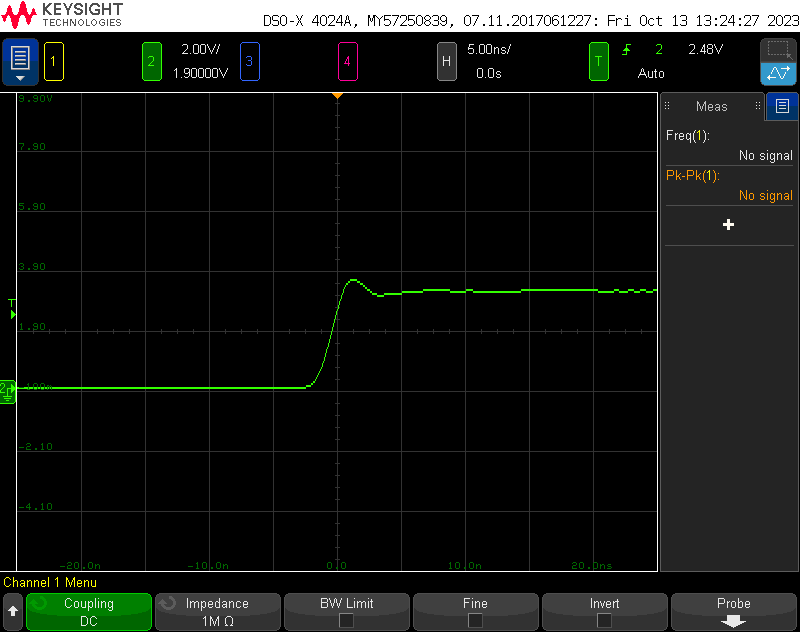 KEYSIGHT
TECHNOLOGIES
DSO-X 4024A, MY57250839, 07.11.2017061227: Fri Oct 13 13:24:27 2023
1
2
2.00V/
1.90000V
3
4
H
5.00ns/
0.0s
T
2
2.48V
Auto
Meas
Freq(1):
No signal
Pk-Pk(1):
No signal
9.90V
7.90
5.90
3.90
T
1.90
2
-100m
-2.10
-4.10
-20.0n
-10.0n
0.0
10.0n
20.0ns
Channel 1 Menu
Coupling
DC
Impedance
1M Ω
BW Limit
Fine
Invert
Probe